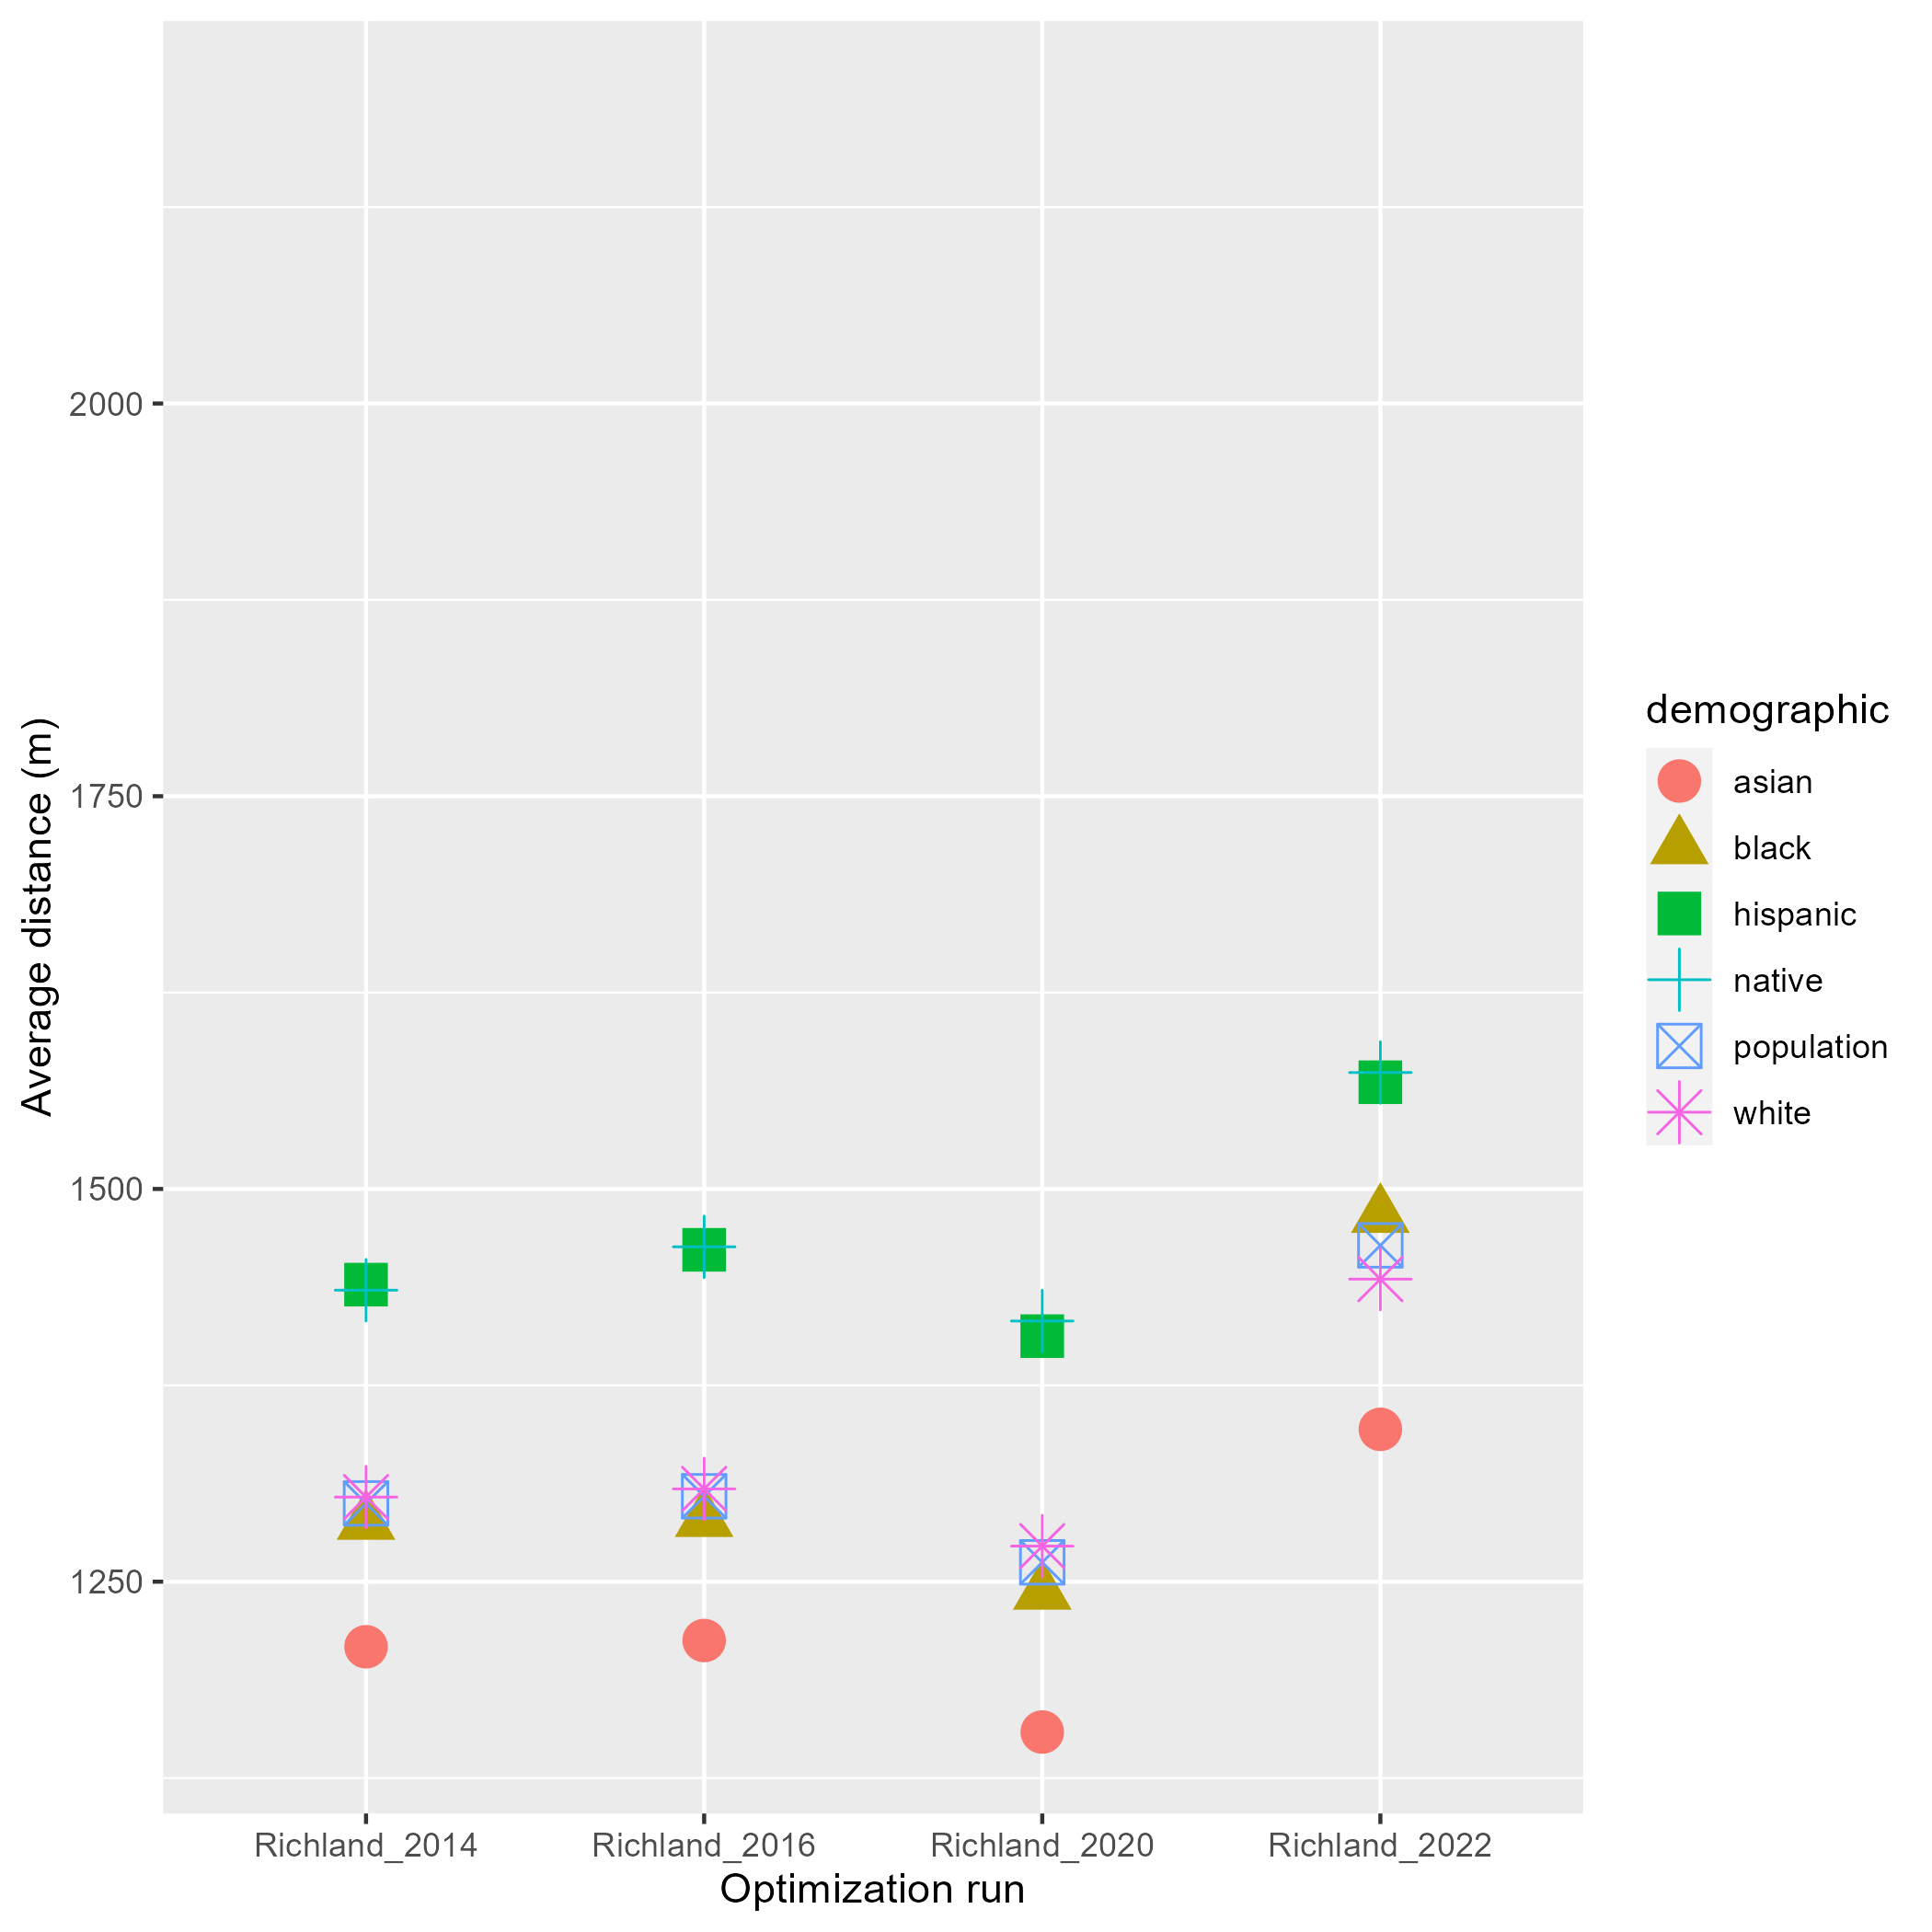 Average distance (m)
2000
1750
1500
1250
Richland_2014
Richland_2016
Richland_2020
Richland_2022
Optimization run
demographic
asian
black
hispanic
native
population
white